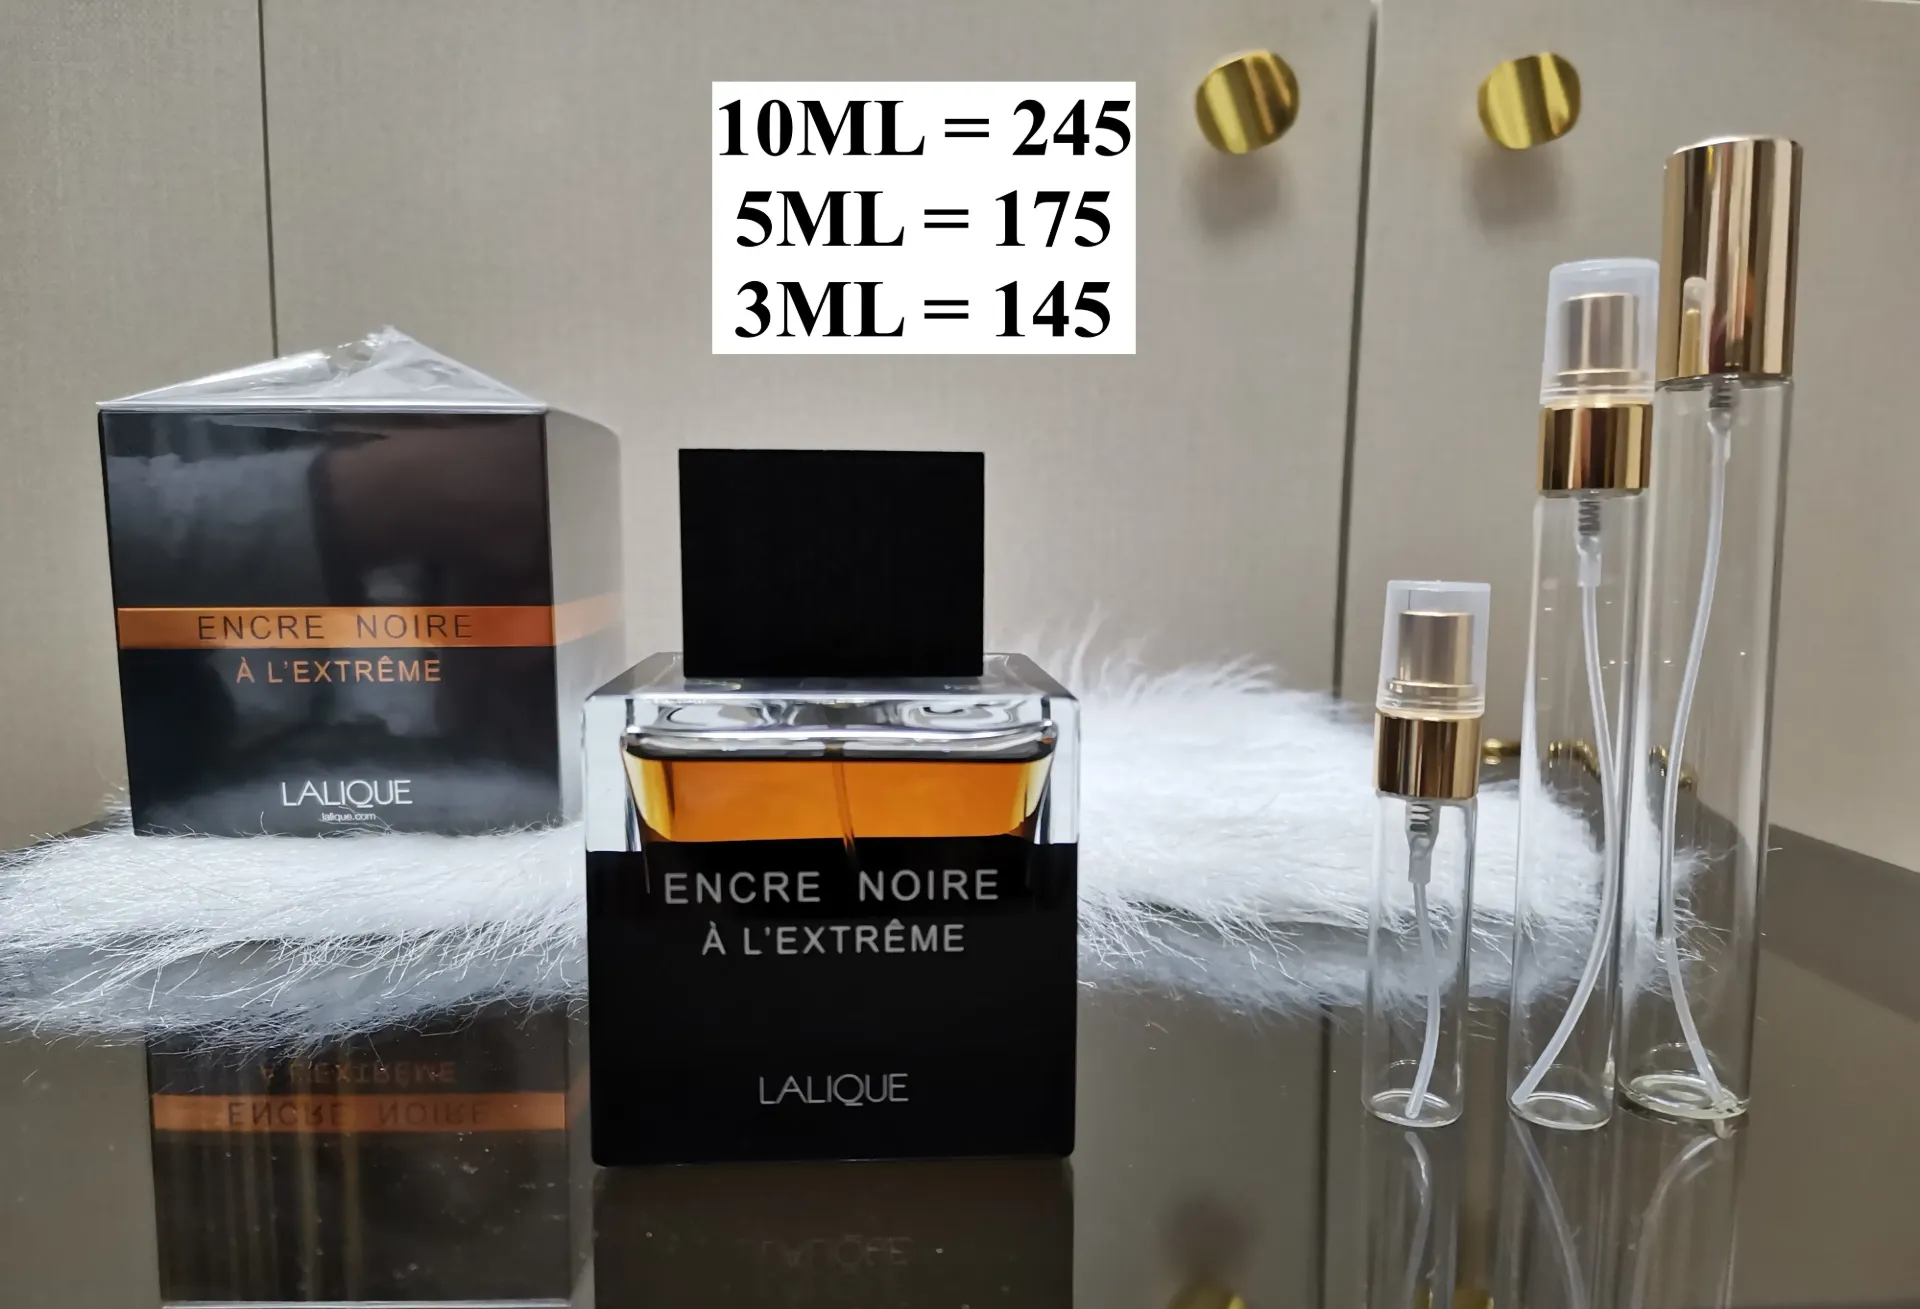 10ML = 245
5ML = 175
3ML = 145
ENCRE NOIRE
À L'EXTRÊME
LALIQUE
lalique.com
ENCRE NOIRE
À L'EXTRÊME
LALIQUE